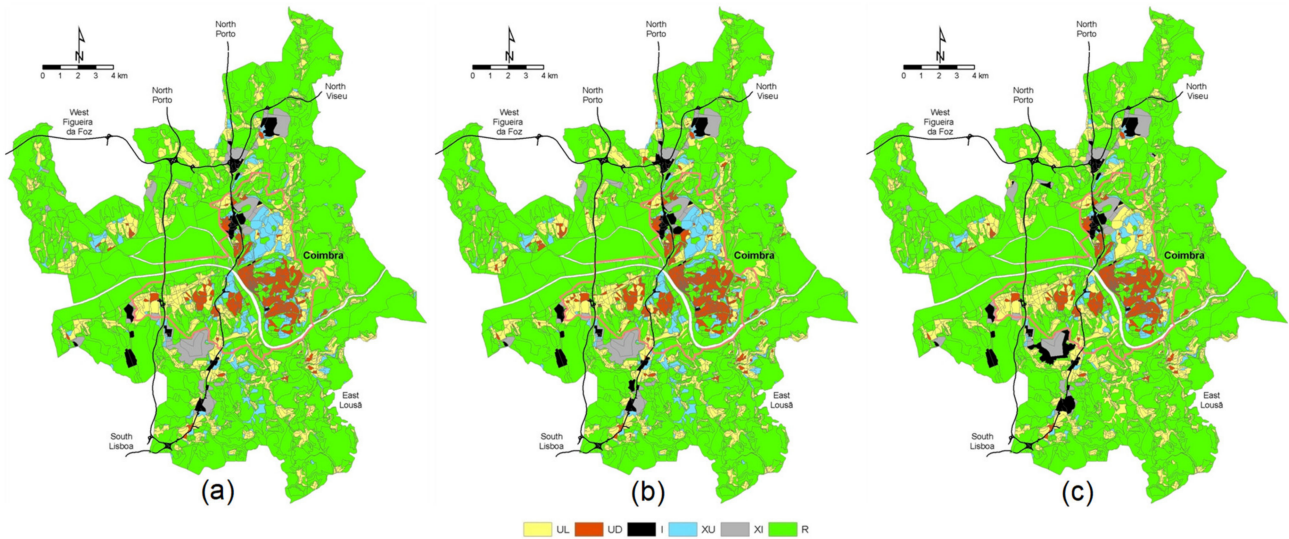 North
Porto
N
0 1 2 3 4 km
North
Porto
North
Viseu
West
Figueira
da Foz
Coimbra
East
Lousã
South
Lisboa
(a)
North
Porto
N
0 1 2 3 4 km
North
Porto
North
Viseu
West
Figueira
da Foz
Coimbra
East
Lousã
South
Lisboa
(b)
North
Porto
N
0 1 2 3 4 km
North
Porto
North
Viseu
West
Figueira
da Foz
Coimbra
East
Lousã
South
Lisboa
(c)
UL UD I XU XI R